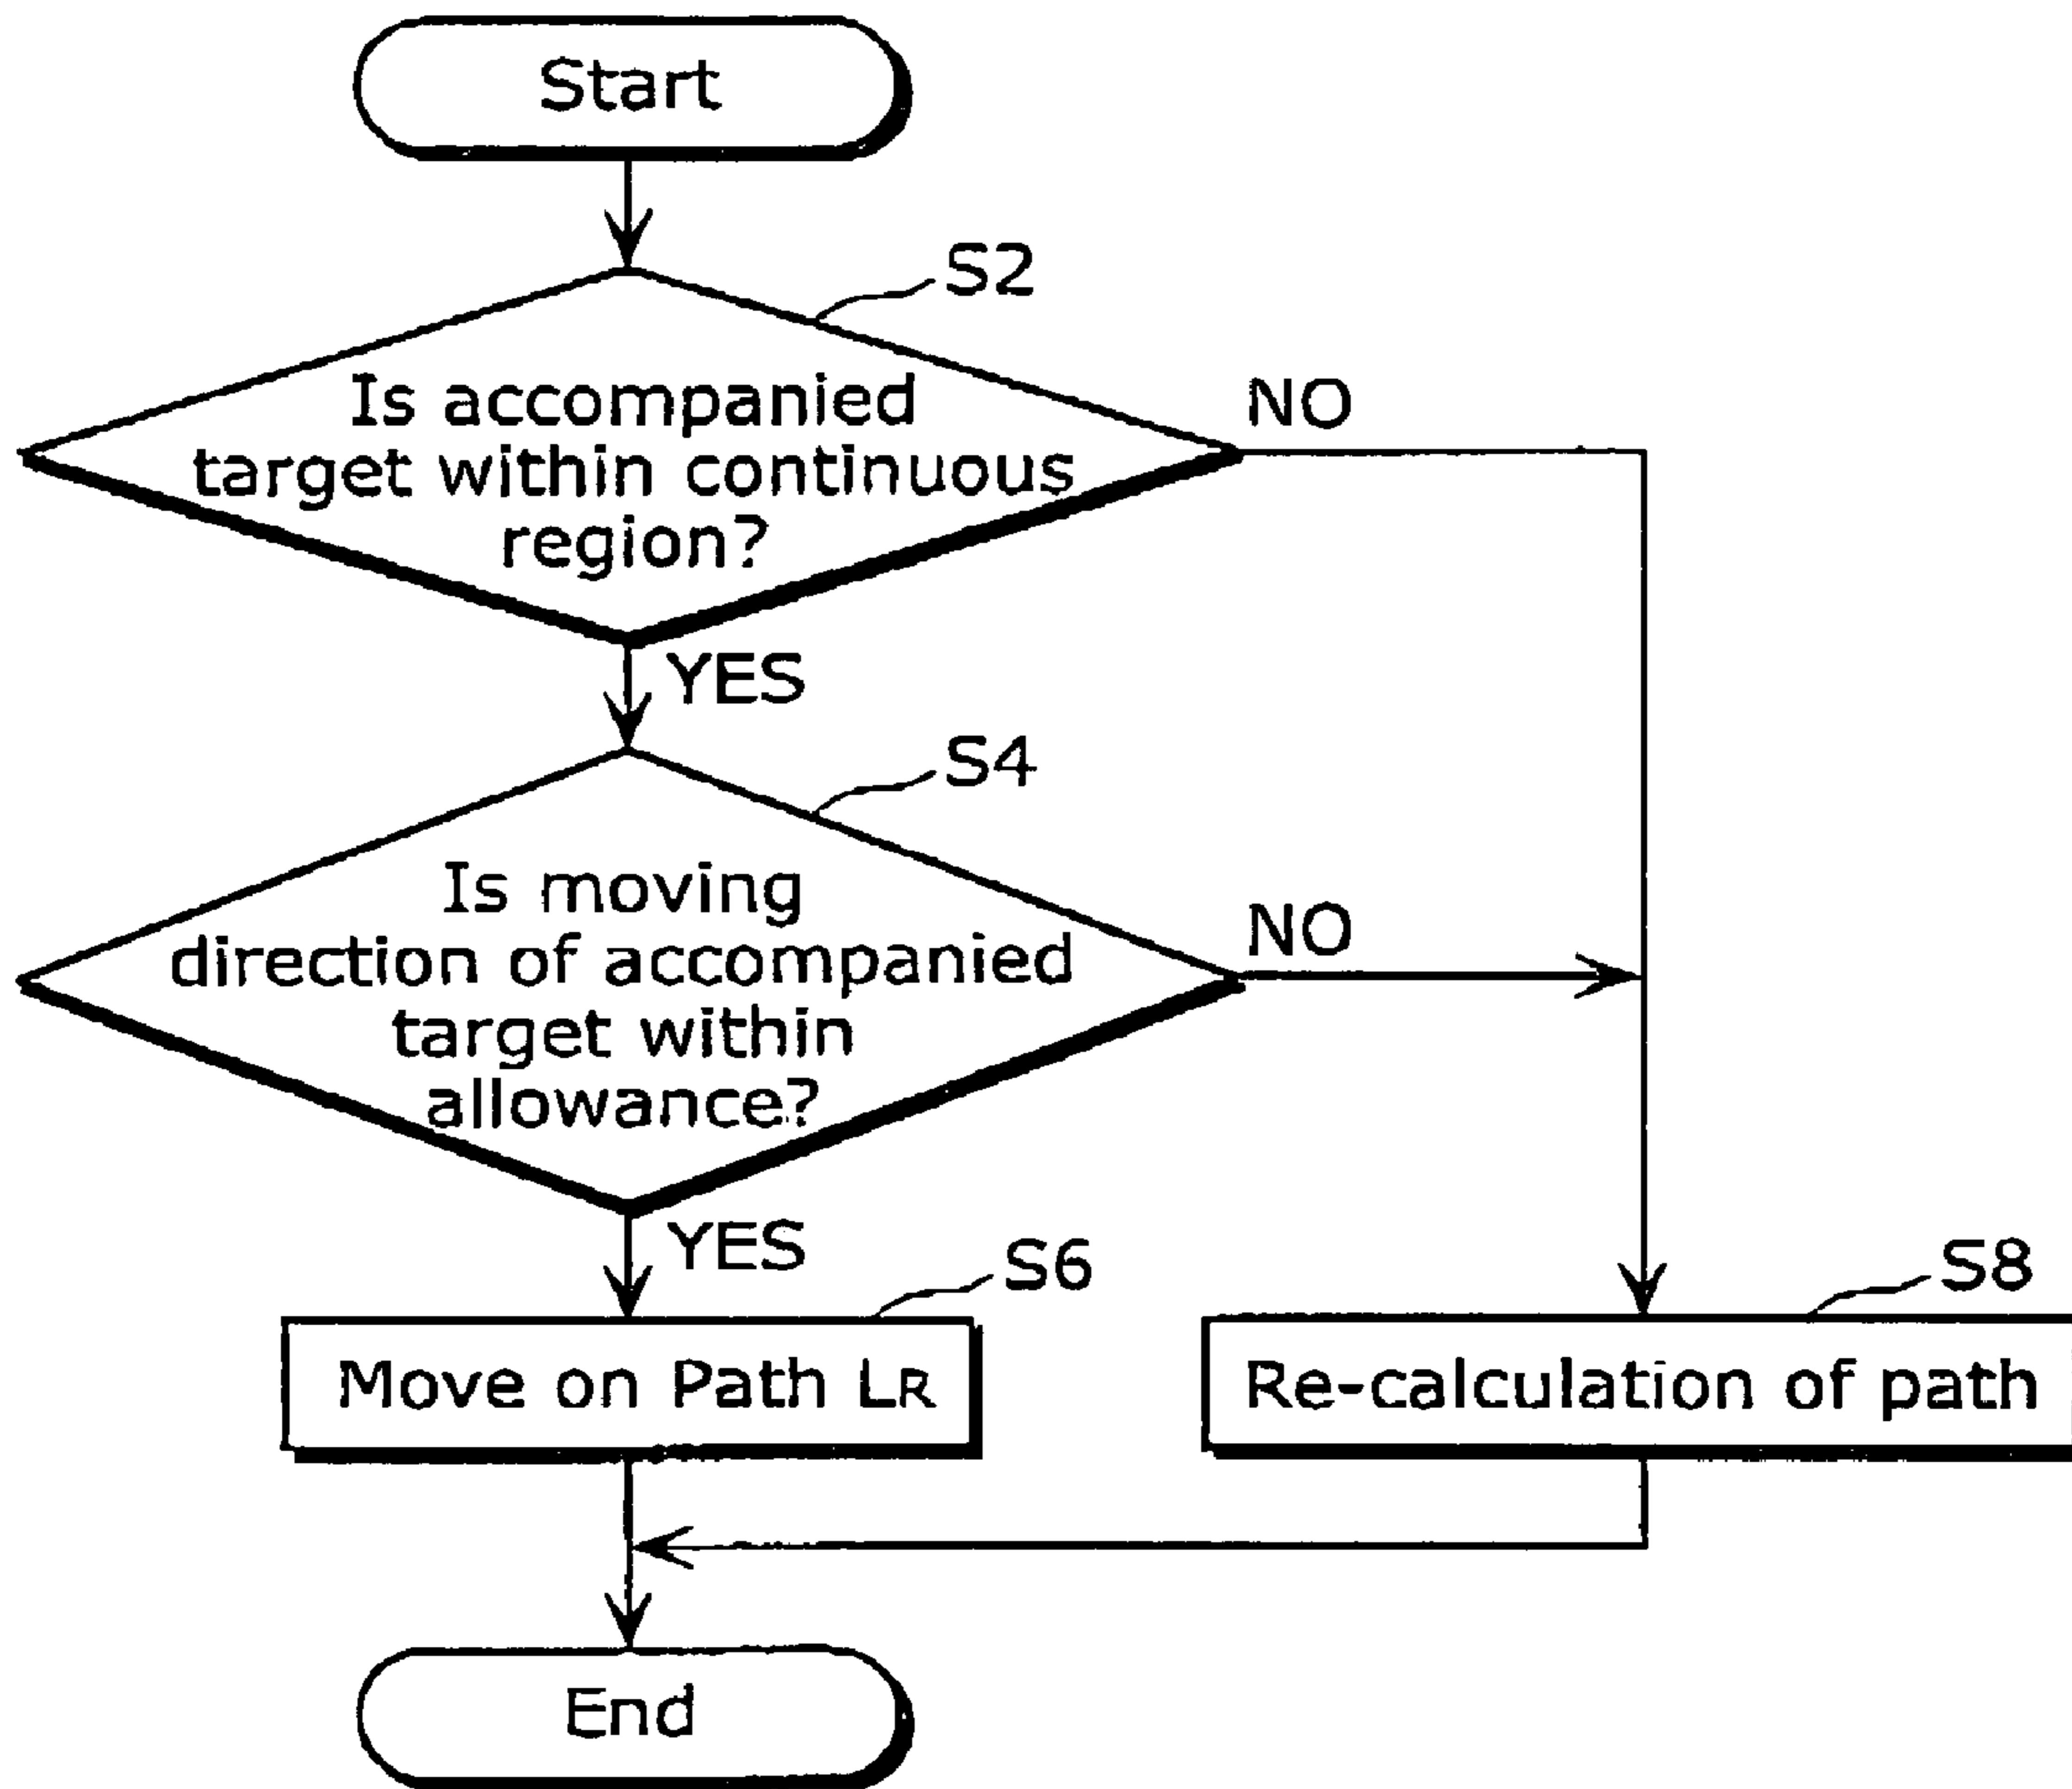 Start
S2
Is accompanied
target within continuous
region?
NO
YES
S4
Is moving
direction of accompanied
target within
allowance?
NO
YES
S6
Move on Path LR
S8
Re-calculation of path
End